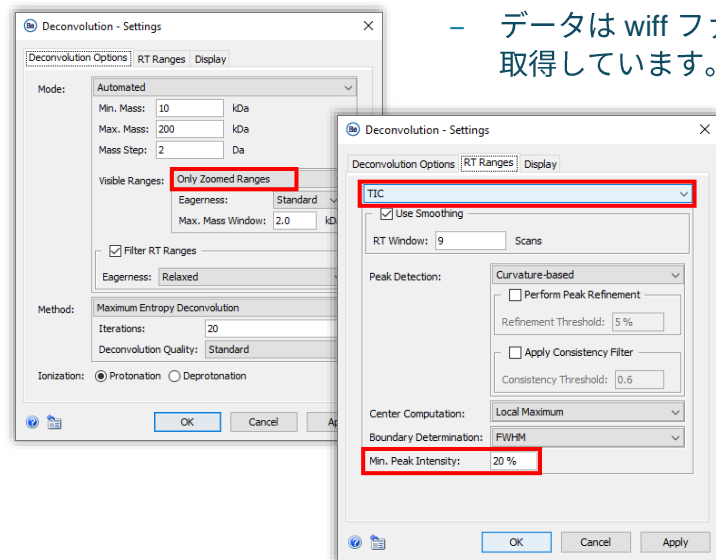 Deconvolution - Settings
Deconvolution Options RT Ranges Display
Mode: Automated
Min. Mass: 10 kDa
Max. Mass: 200 kDa
Mass Step: 2 Da
Visible Ranges: Only Zoomed Ranges
Eagerness: Standard
Max. Mass Window: 2.0
Filter RT Ranges
Eagerness: Relaxed
Method: Maximum Entropy Deconvolution
Iterations: 20
Deconvolution Quality: Standard
Ionization: Protonation Deprotonation
OK Cancel
– データは wiff
取得しています。
Deconvolution - Settings
Deconvolution Options RT Ranges Display
TIC
Use Smoothing
RT Window: 9 Scans
Peak Detection: Curvature-based
Perform Peak Refinement
Refinement Threshold: 5 %
Apply Consistency Filter
Consistency Threshold: 0.6
Center Computation: Local Maximum
Boundary Determination: FWHM
Min. Peak Intensity: 20 %
OK Cancel Apply